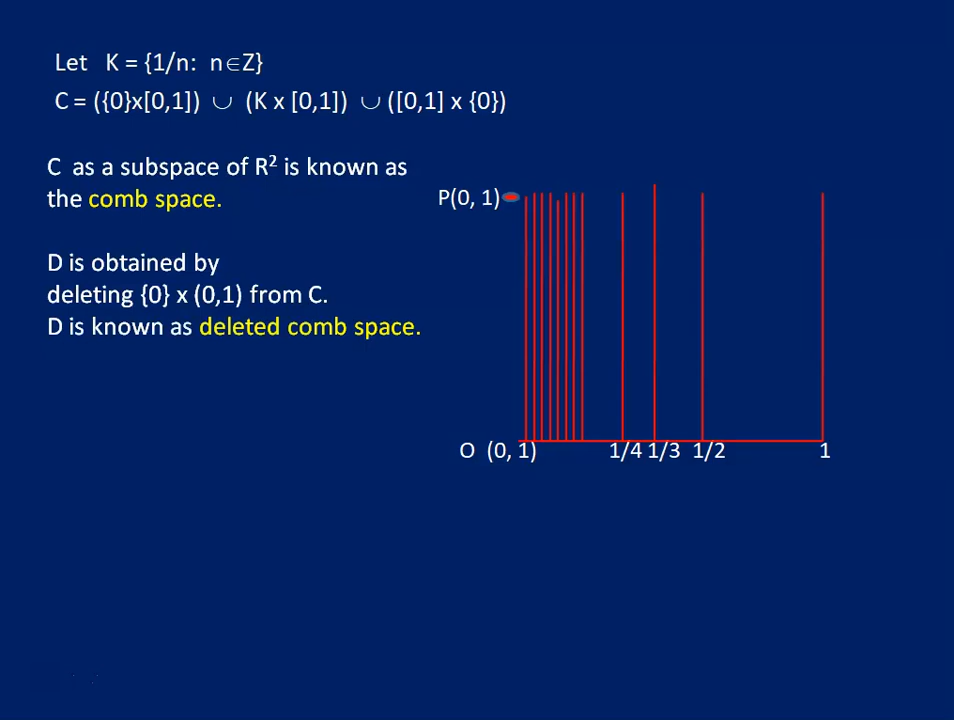 Let K = {1/n: n∈Z}
C = ({0}x[0,1]) ∪ (K x [0,1]) ∪ ([0,1] x {0})
C as a subspace of R² is known as
the comb space.
P(0, 1)
D is obtained by
deleting {0} x (0,1) from C.
D is known as deleted comb space.
O (0, 1) 1/4 1/3 1/2 1